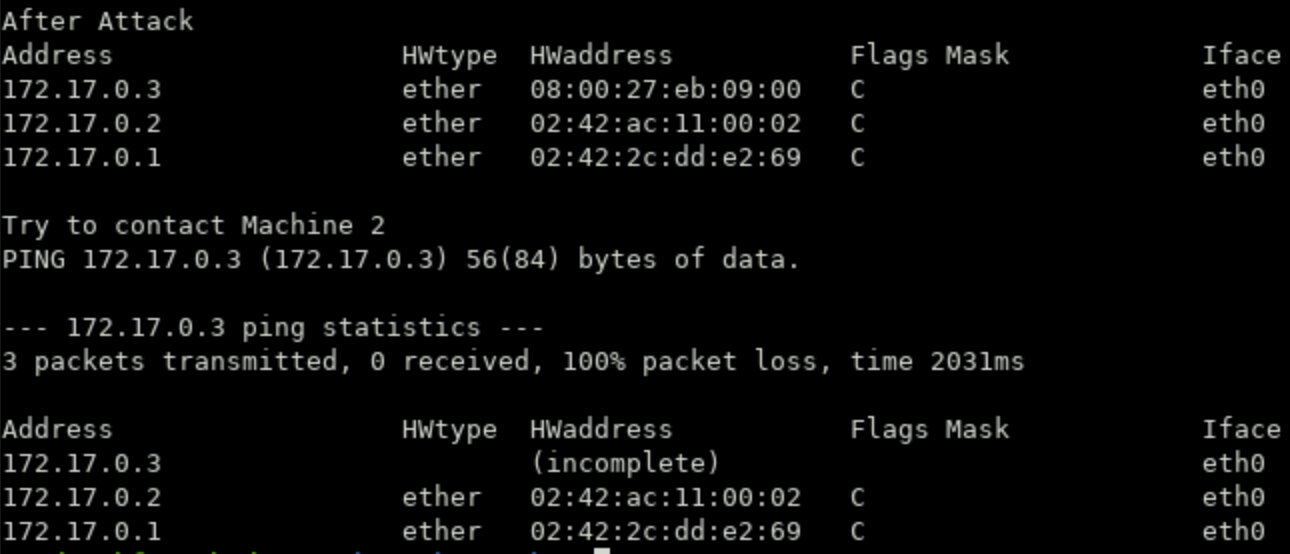 After Attack
Address HWtype HWaddress Flags Mask Iface
172.17.0.3 ether 08:00:27:eb:09:00 C eth0
172.17.0.2 ether 02:42:ac:11:00:02 C eth0
172.17.0.1 ether 02:42:2c:dd:e2:69 C eth0
Try to contact Machine 2
PING 172.17.0.3 (172.17.0.3) 56(84) bytes of data.
--- 172.17.0.3 ping statistics ---
3 packets transmitted, 0 received, 100% packet loss, time 2031ms
Address HWtype HWaddress Flags Mask Iface
172.17.0.3 (incomplete) eth0
172.17.0.2 ether 02:42:ac:11:00:02 C eth0
172.17.0.1 ether 02:42:2c:dd:e2:69 C eth0